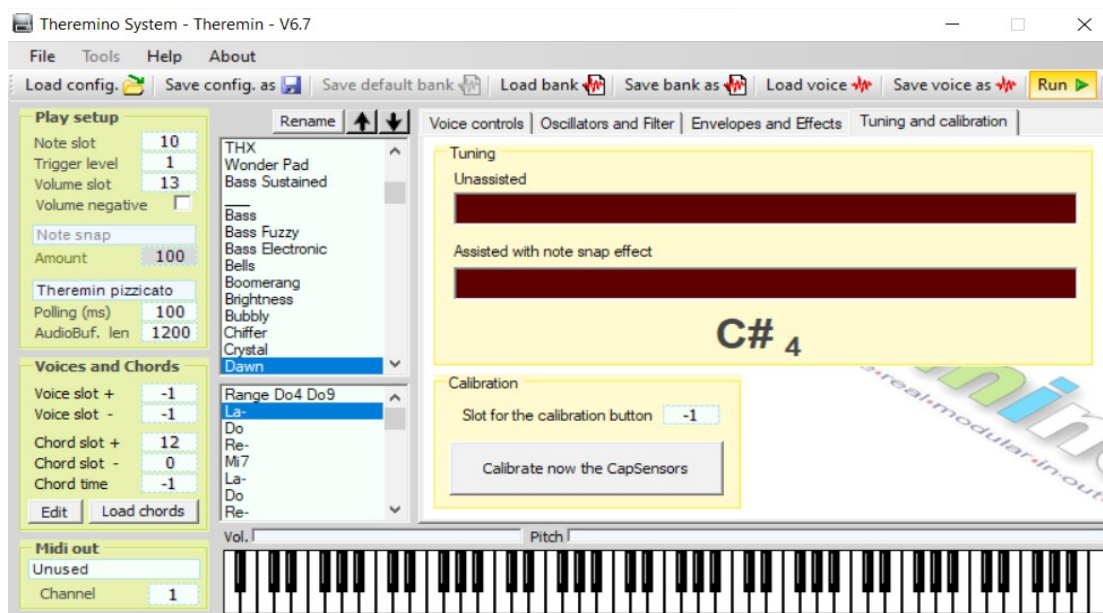 Theremino System - Theremin - V6.7
File Tools Help About
Load config. Save config. as Save default bank Load bank Save bank as Load voice Save voice as Run
Play setup
Note slot 10
Trigger level 1
Volume slot 13
Volume negative
Note snap
Amount 100
Theremin pizzicato
Polling (ms) 100
AudioBuf. len 1200
Voices and Chords
Voice slot + -1
Voice slot - -1
Chord slot + 12
Chord slot - 0
Chord time -1
Edit Load chords
Midi out
Unused
Channel 1
Rename
THX
Wonder Pad
Bass Sustained
___
Bass
Bass Fuzzy
Bass Electronic
Bells
Boomerang
Brightness
Bubbly
Chiffer
Crystal
Dawn
Range Do4 Do9
La-
Do
Re-
Mi7
La-
Do
Re-
Voice controls Oscillators and Filter Envelopes and Effects Tuning and calibration
Tuning
Unassisted
Assisted with note snap effect
C# 4
Calibration
Slot for the calibration button -1
Calibrate now the CapSensors
real•modular•in•out
Vol. Pitch